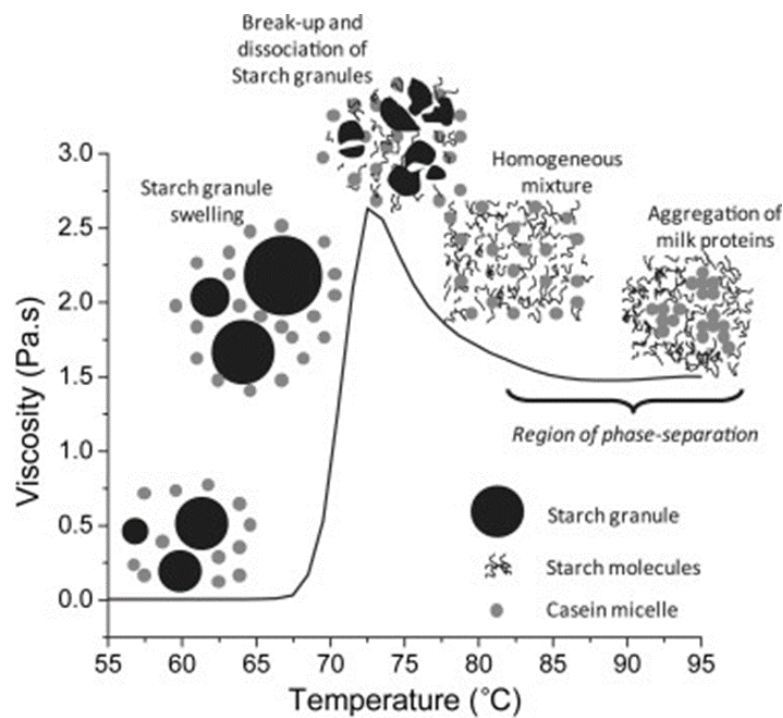 Break-up and
dissociation of
Starch granules
Starch granule
swelling
Homogeneous
mixture
Aggregation of
milk proteins
Region of phase-separation
Starch granule
Starch molecules
Casein micelle
Viscosity (Pa.s)
3.0
2.5
2.0
1.5
1.0
0.5
0.0
55 60 65 70 75 80 85 90 95
Temperature (°C)